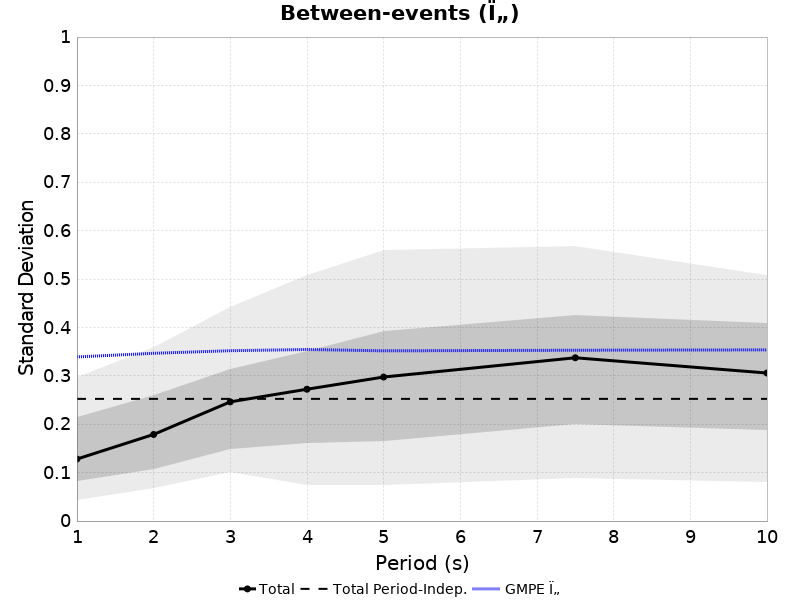 Between-events (Ï„)
Standard Deviation
1
0.9
0.8
0.7
0.6
0.5
0.4
0.3
0.2
0.1
0
1 2 3 4 5 6 7 8 9 10
Period (s)
Total Total Period-Indep. GMPE Ï„